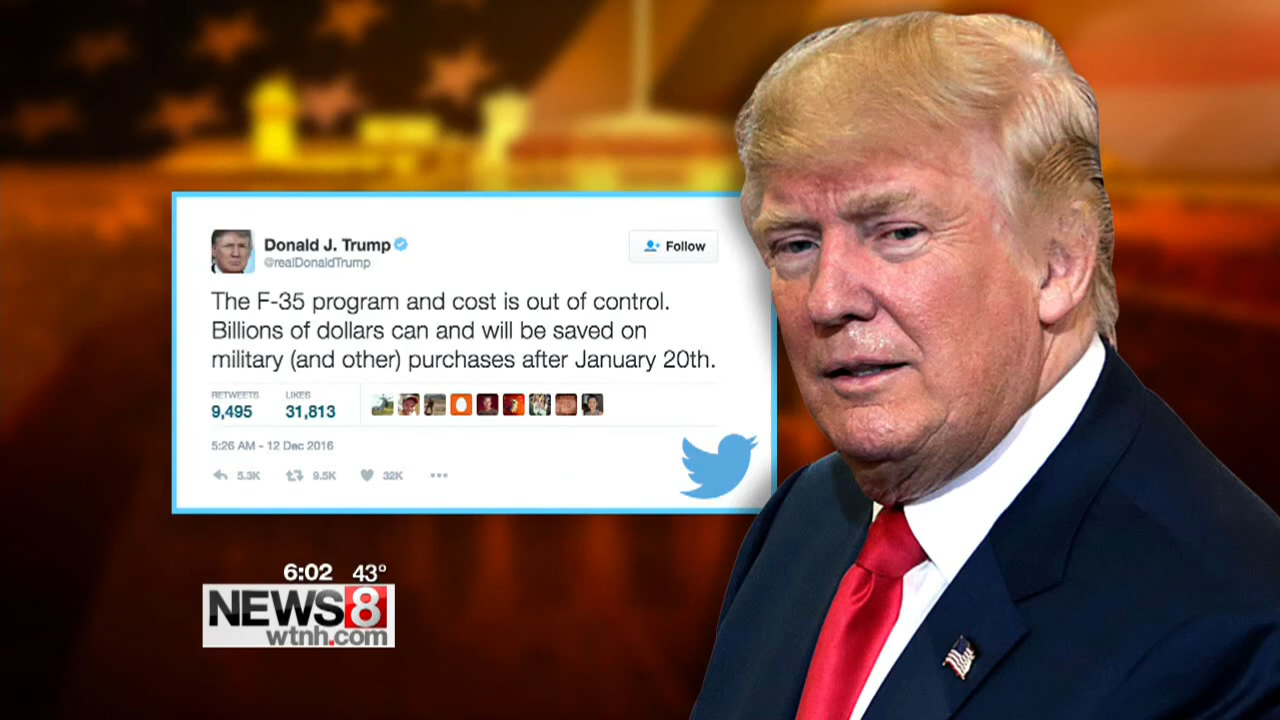 Donald J. Trump
@realDonaldTrump
Follow
The F-35 program and cost is out of control.
Billions of dollars can and will be saved on
military (and other) purchases after January 20th.
RETWEETS LIKES
9,495 31,813
5:26 AM - 12 Dec 2016
5.3K 9.5K 32K
6:02 43°
NEWS 8
wtnh.com